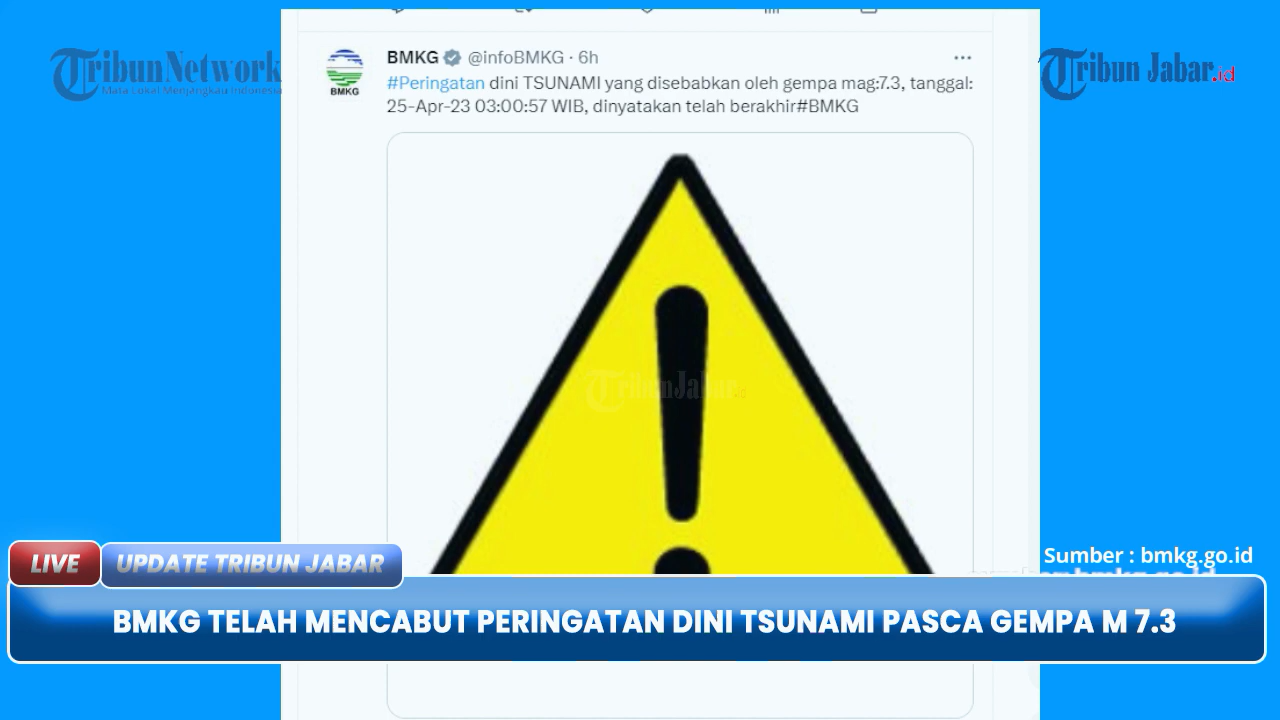 BMKG @infoBMKG · 6h
BMKG
#Peringatan dini TSUNAMI yang disebabkan oleh gempa mag:7.3, tanggal:
25-Apr-23 03:00:57 WIB, dinyatakan telah berakhir#BMKG
TribunNetwork
Mata Lokal Menjangkau Indonesia
Tribun Jabar.id
TribunJabar.id
Sumber : bmkg.go.id
LIVE
UPDATE TRIBUN JABAR
BMKG TELAH MENCABUT PERINGATAN DINI TSUNAMI PASCA GEMPA M 7.3